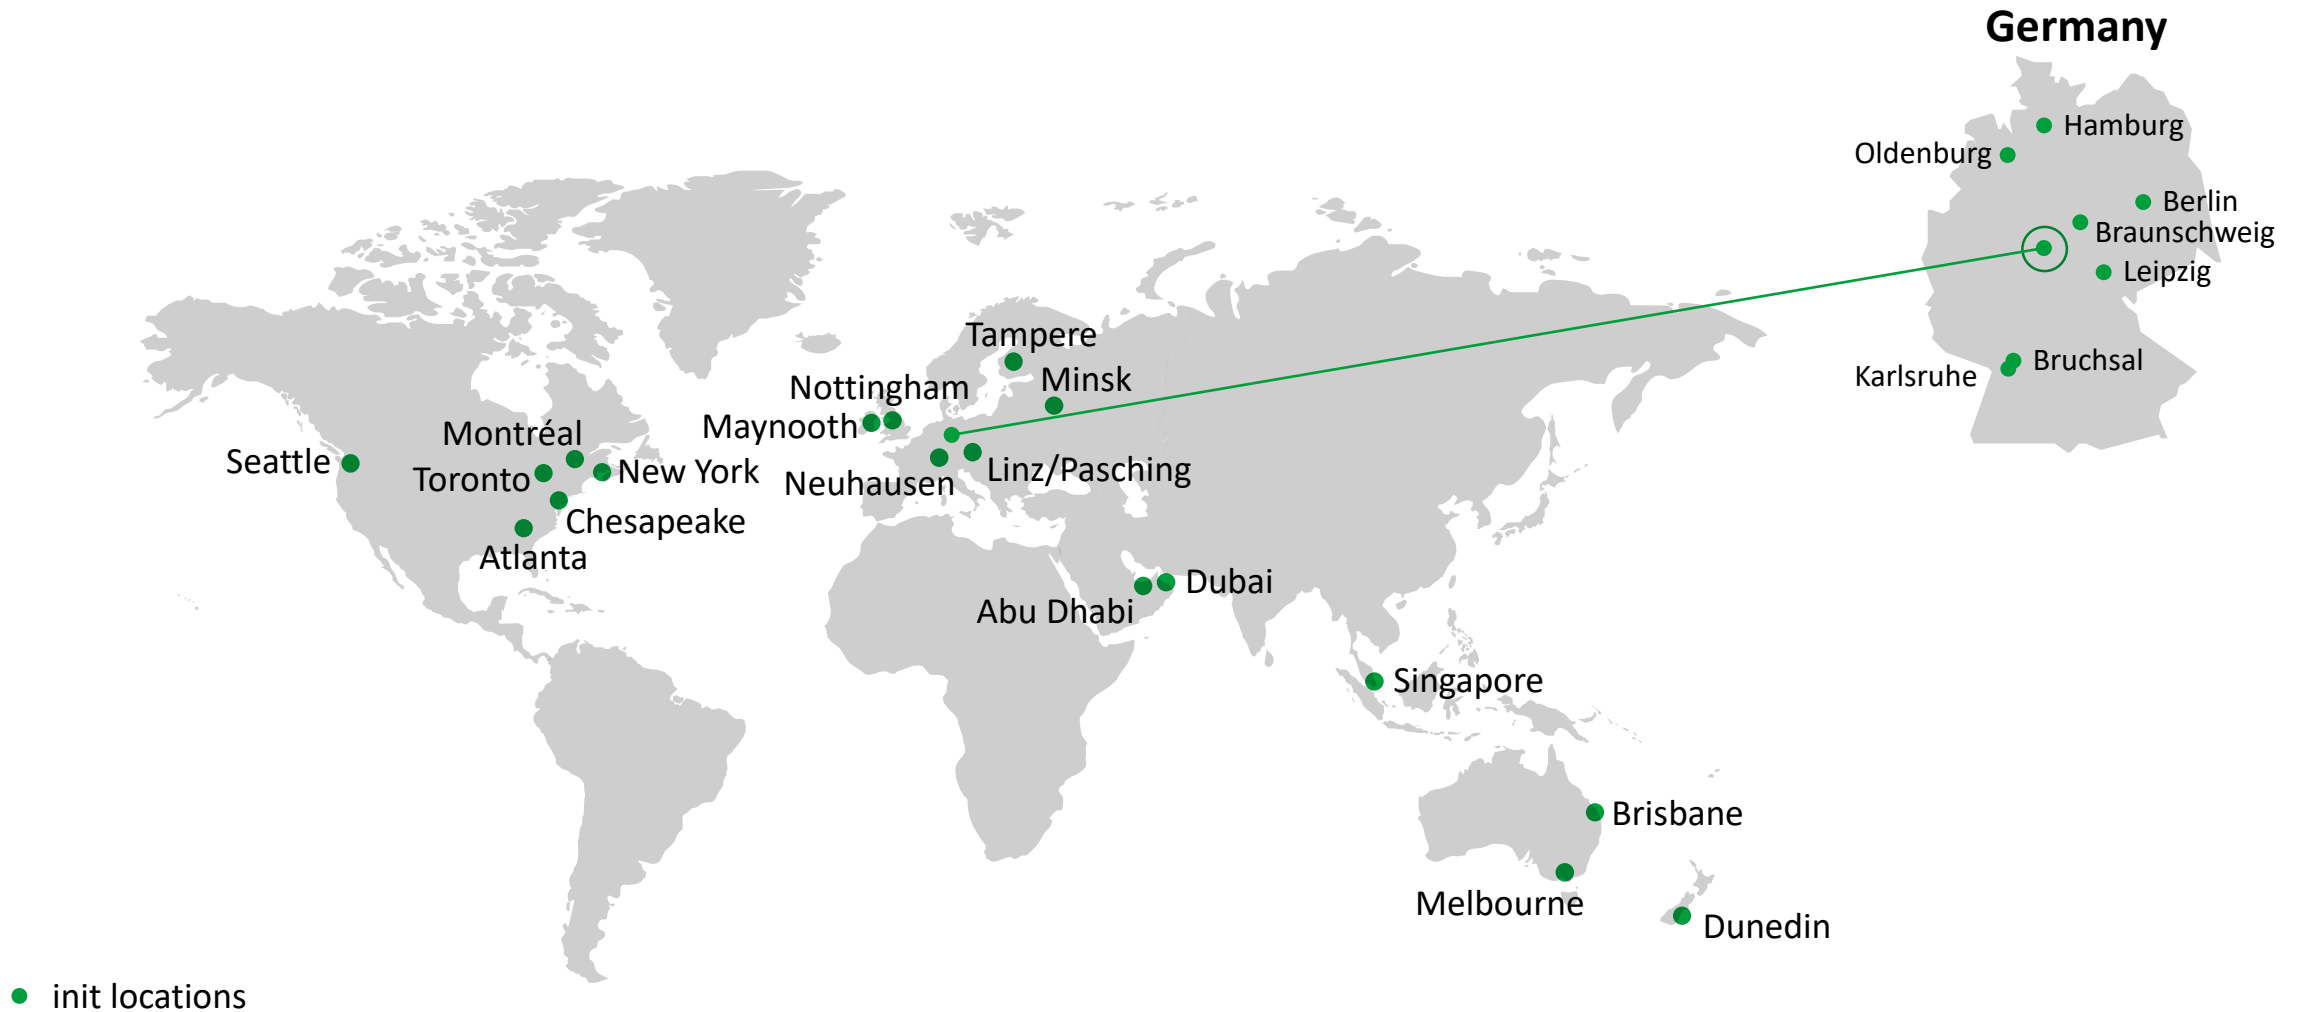 Germany
Hamburg
Oldenburg
Berlin
Braunschweig
Leipzig
Bruchsal
Karlsruhe
Tampere
Minsk
Nottingham
Maynooth
Linz/Pasching
Neuhausen
Montréal
Seattle
Toronto
New York
Chesapeake
Atlanta
Dubai
Abu Dhabi
Singapore
Brisbane
Melbourne
Dunedin
init locations